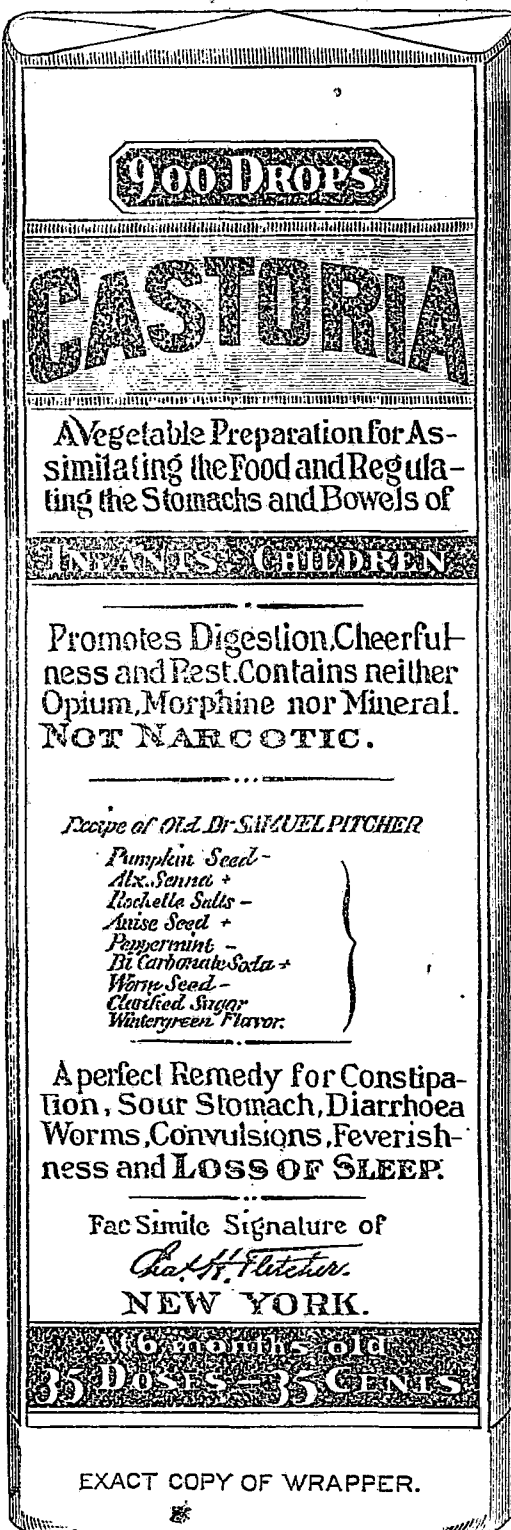 900 DROPS
CASTORIA
A Vegetable Preparation for As-
similating the Food and Regula-
ting the Stomachs and Bowels of
INFANTS CHILDREN
Promotes Digestion, Cheerful-
ness and Rest. Contains neither
Opium, Morphine nor Mineral.
NOT NARCOTIC.
Recipe of Old Dr SAMUEL PITCHER
Pumpkin Seed -
Alx. Senna +
Rochelle Salts -
Anise Seed +
Peppermint -
Bi Carbonate Soda +
Worm Seed -
Clarified Sugar
Wintergreen Flavor.
A perfect Remedy for Constipa-
tion, Sour Stomach, Diarrhoea
Worms, Convulsions, Feverish-
ness and LOSS OF SLEEP.
Fac Simile Signature of
Chas. H. Fletcher.
NEW YORK.
At 6 months old
35 DOSES - 35 CENTS
EXACT COPY OF WRAPPER.